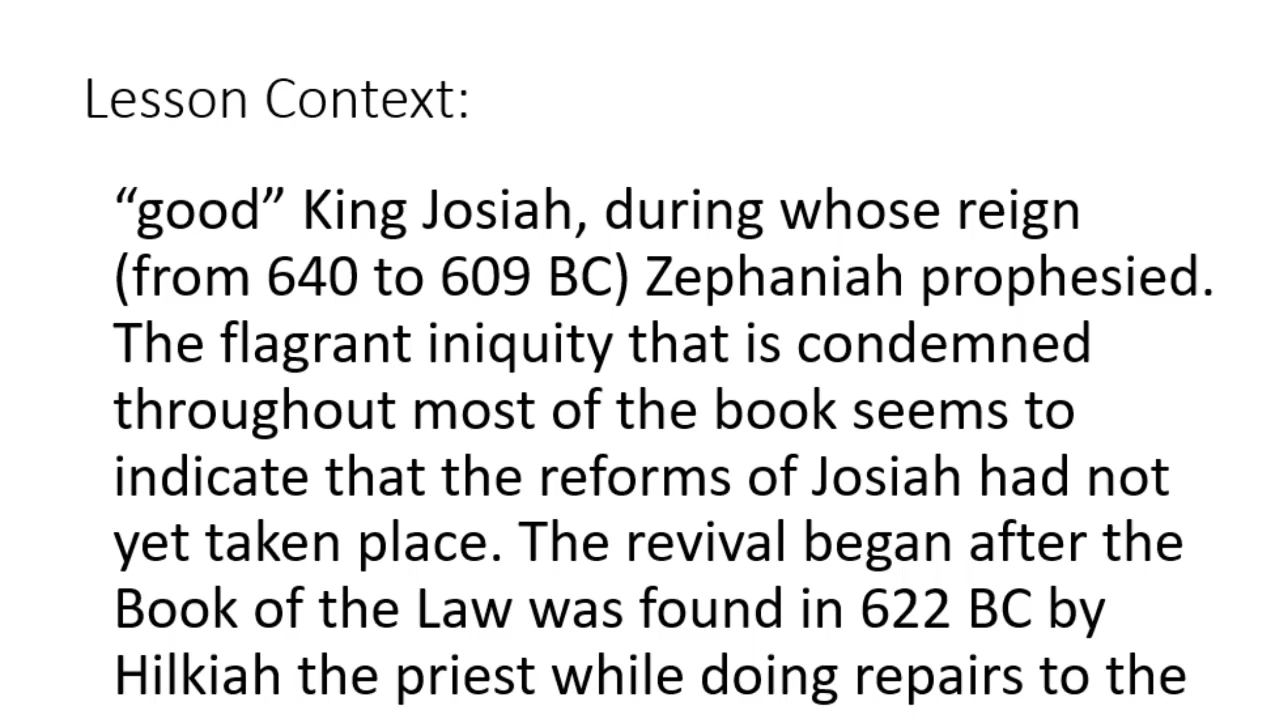 Lesson Context:
“good” King Josiah, during whose reign
(from 640 to 609 BC) Zephaniah prophesied.
The flagrant iniquity that is condemned
throughout most of the book seems to
indicate that the reforms of Josiah had not
yet taken place. The revival began after the
Book of the Law was found in 622 BC by
Hilkiah the priest while doing repairs to the